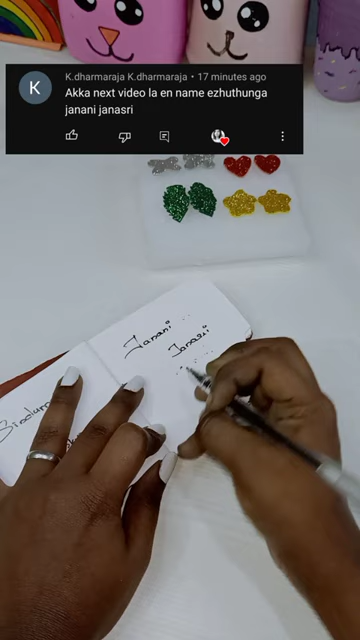 K.dharmaraja K.dharmaraja • 17 minutes ago
Akka next video la en name ezhuthunga
janani janasri
K
Janani
Janasri